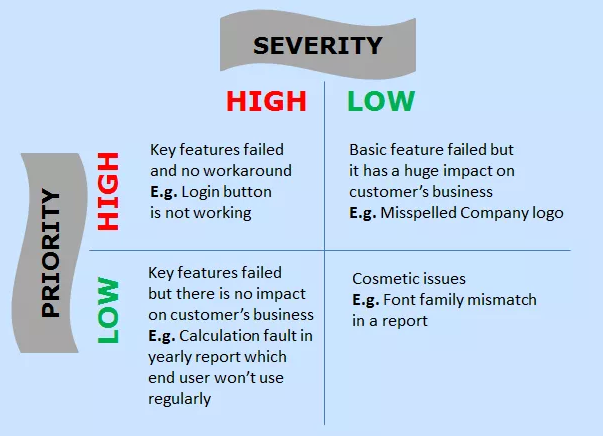 SEVERITY
HIGH
LOW
PRIORITY
HIGH
Key features failed
and no workaround
E.g. Login button
is not working
Basic feature failed but
it has a huge impact on
customer's business
E.g. Misspelled Company logo
LOW
Key features failed
but there is no impact
on customer's business
E.g. Calculation fault in
yearly report which
end user won't use
regularly
Cosmetic issues
E.g. Font family mismatch
in a report